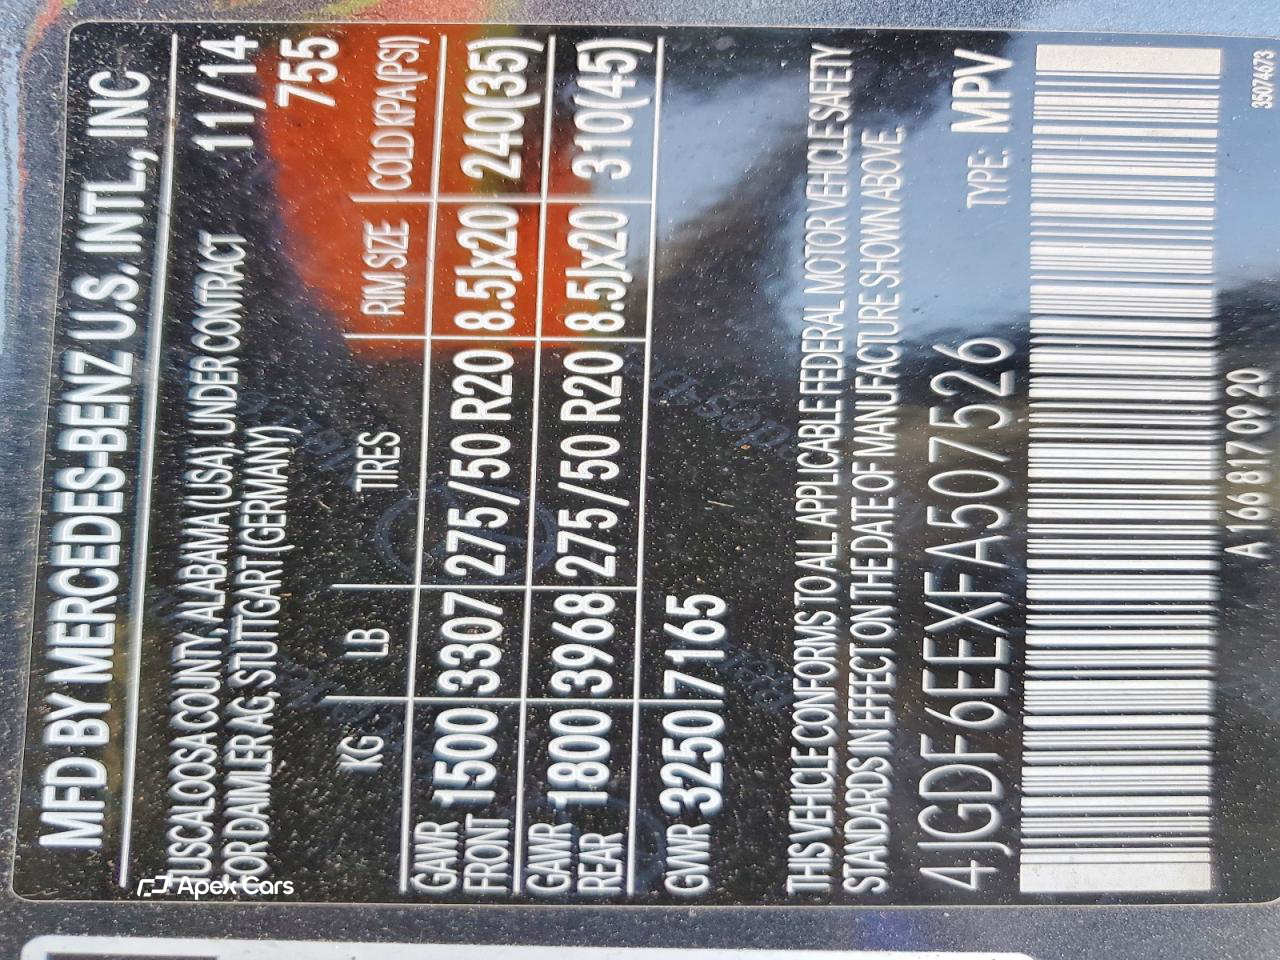 MFD BY MERCEDES-BENZ U.S. INTL., INC
TUSCALOOSA COUNTY, ALABAMA (USA), UNDER CONTRACT 11/14
FOR DAIMLER AG, STUTTGART (GERMANY) 755
KG LB TIRES RIM SIZE COLD KPA(PSI)
GAWR FRONT 1500 3307 275/50 R20 8.5Jx20 240(35)
GAWR REAR 1800 3968 275/50 R20 8.5Jx20 310(45)
GVWR 3250 7165
THIS VEHICLE CONFORMS TO ALL APPLICABLE FEDERAL MOTOR VEHICLE SAFETY
STANDARDS IN EFFECT ON THE DATE OF MANUFACTURE SHOWN ABOVE.
4JGDF6EEXFA507526 TYPE: MPV
A 166 817 09 20 35074673
Apex Cars